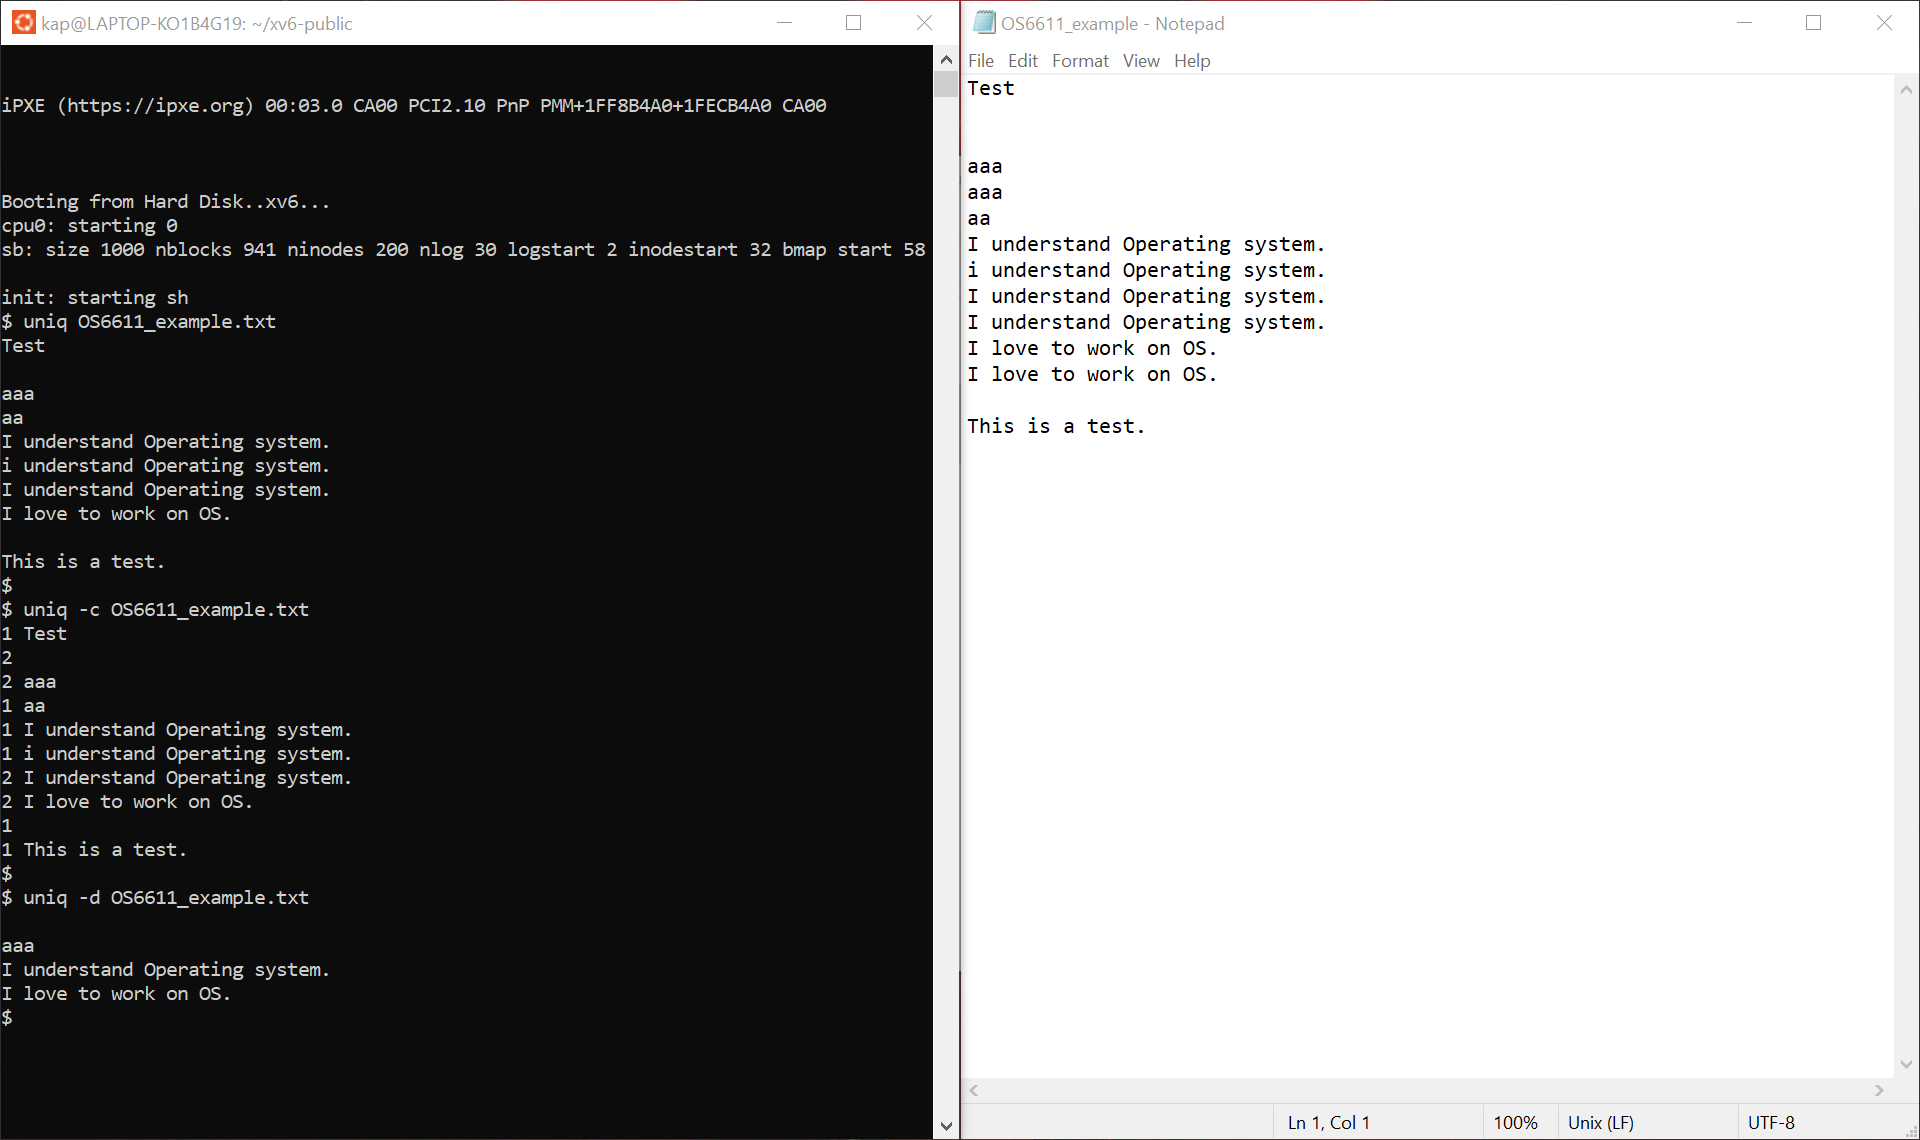 kap@LAPTOP-KO1B4G19: ~/xv6-public
iPXE (https://ipxe.org) 00:03.0 CA00 PCI2.10 PnP PMM+1FF8B4A0+1FECB4A0 CA00
Booting from Hard Disk..xv6...
cpu0: starting 0
sb: size 1000 nblocks 941 ninodes 200 nlog 30 logstart 2 inodestart 32 bmap start 58
init: starting sh
$ uniq OS6611_example.txt
Test
aaa
aa
I understand Operating system.
i understand Operating system.
I understand Operating system.
I love to work on OS.
This is a test.
$
$ uniq -c OS6611_example.txt
1 Test
2
2 aaa
1 aa
1 I understand Operating system.
1 i understand Operating system.
2 I understand Operating system.
2 I love to work on OS.
1
1 This is a test.
$
$ uniq -d OS6611_example.txt
aaa
I understand Operating system.
I love to work on OS.
$
OS6611_example - Notepad
File Edit Format View Help
Test
aaa
aaa
aa
I understand Operating system.
i understand Operating system.
I understand Operating system.
I understand Operating system.
I love to work on OS.
I love to work on OS.
This is a test.
Ln 1, Col 1 100% Unix (LF) UTF-8